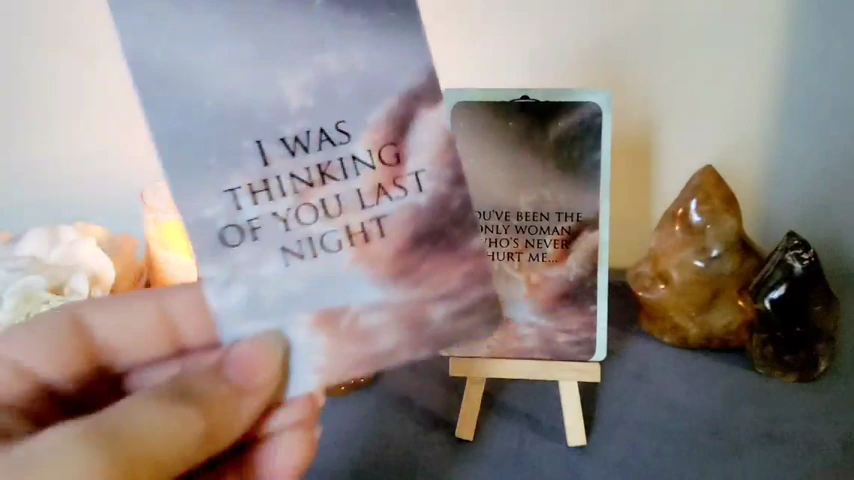 I WAS
THINKING
OF YOU LAST
NIGHT
YOU'VE BEEN THE
ONLY WOMAN
WHO'S NEVER
HURT ME...